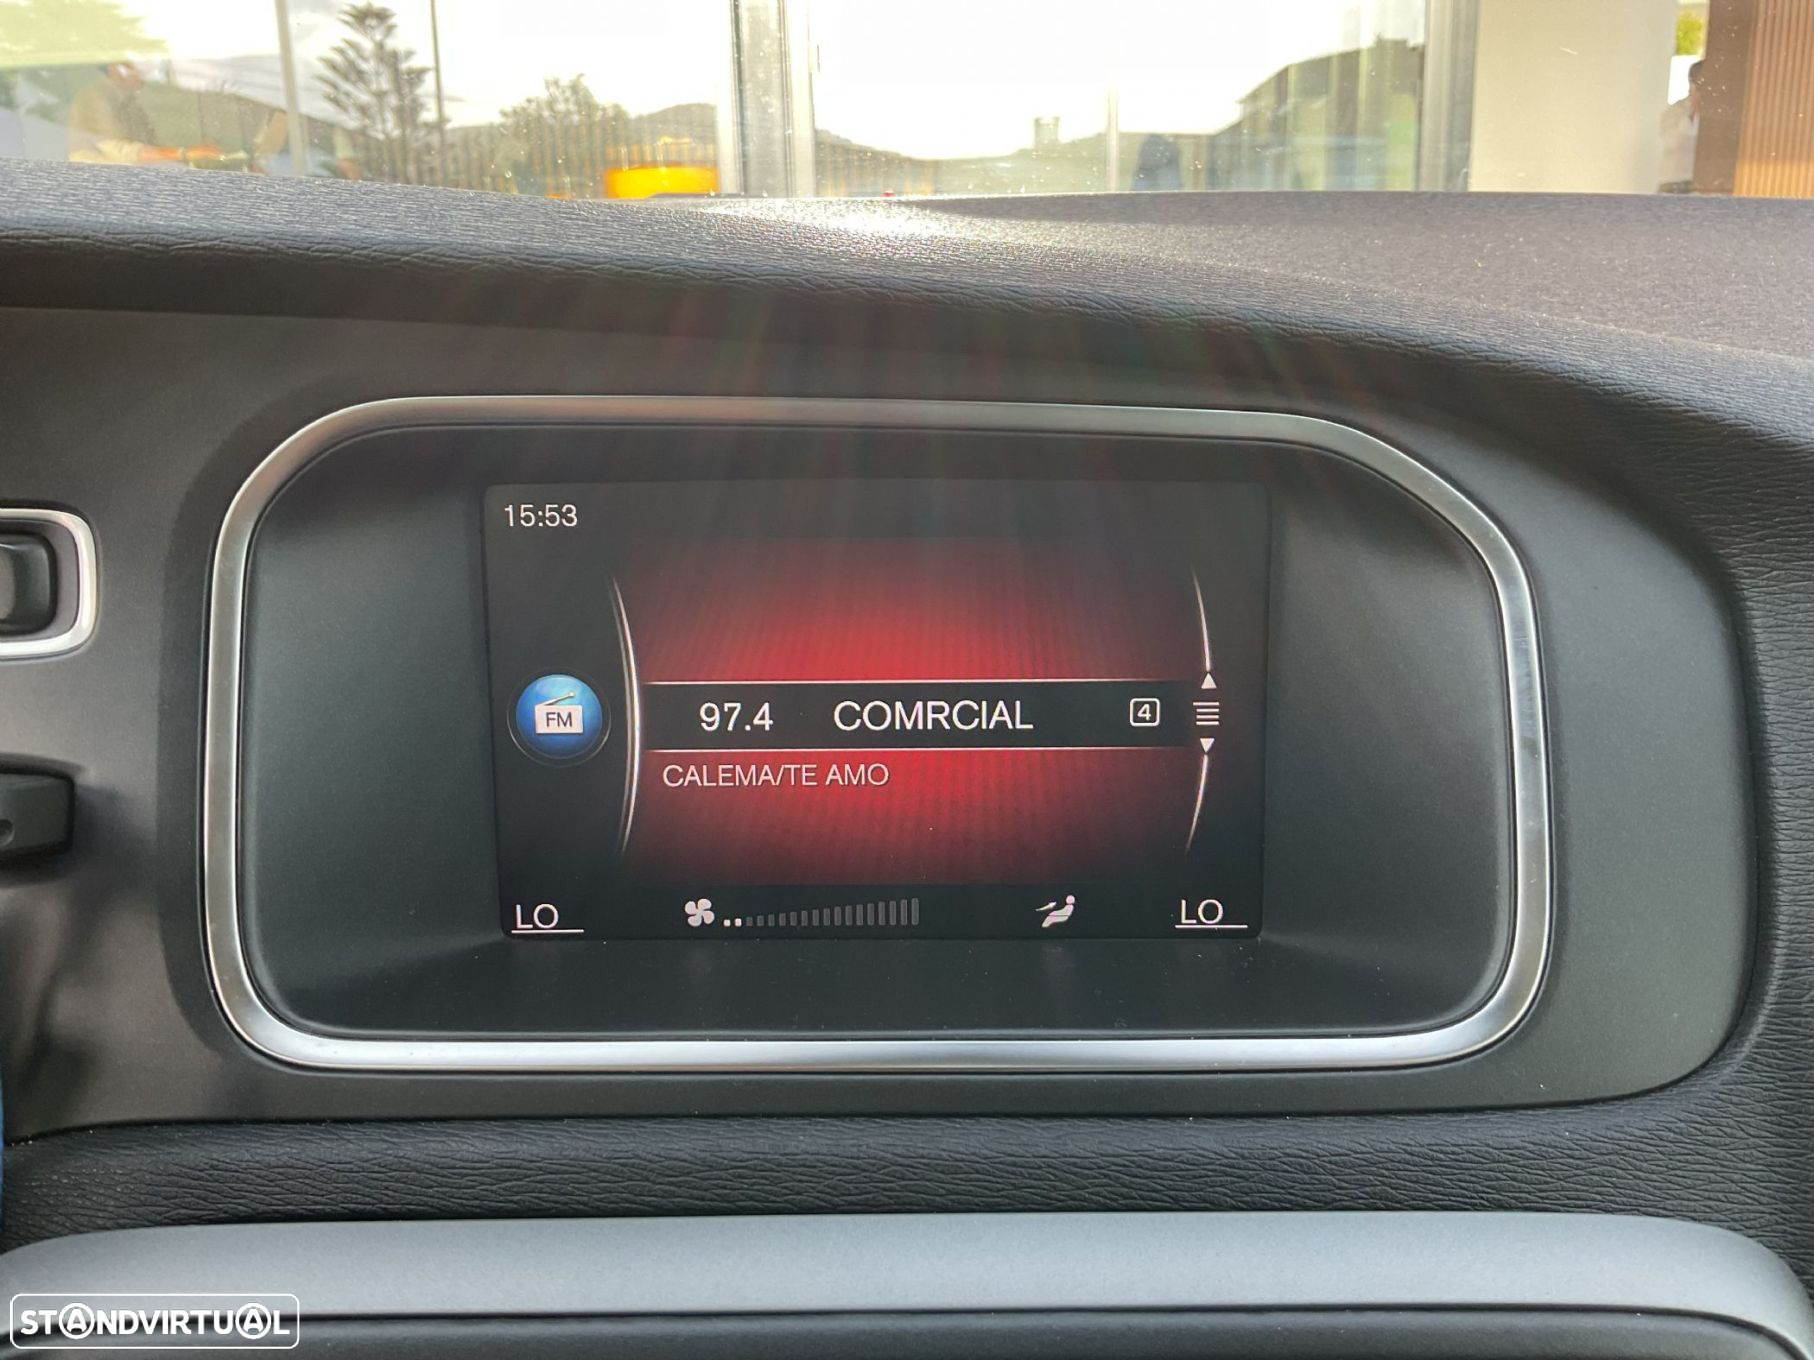 15:53
FM
97.4 COMRCIAL 4
CALEMA/TE AMO
LO LO
STANDVIRTUAL